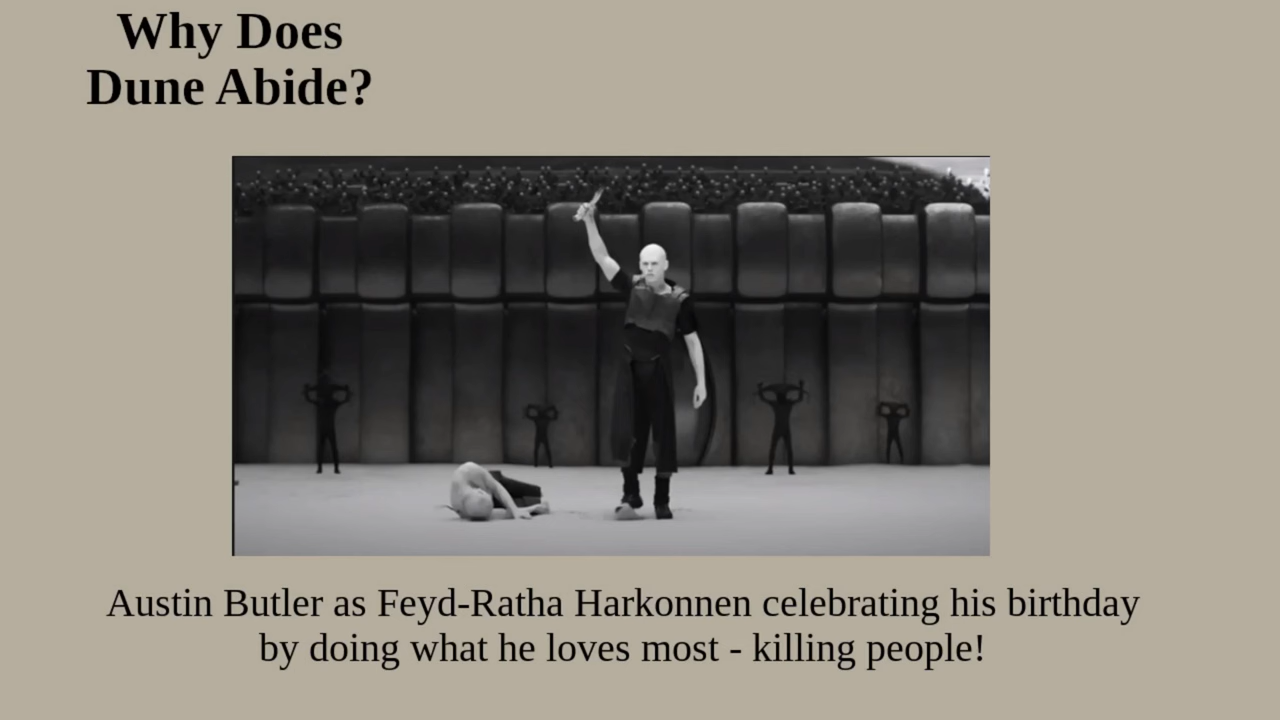 Why Does
Dune Abide?
Austin Butler as Feyd-Ratha Harkonnen celebrating his birthday
by doing what he loves most - killing people!